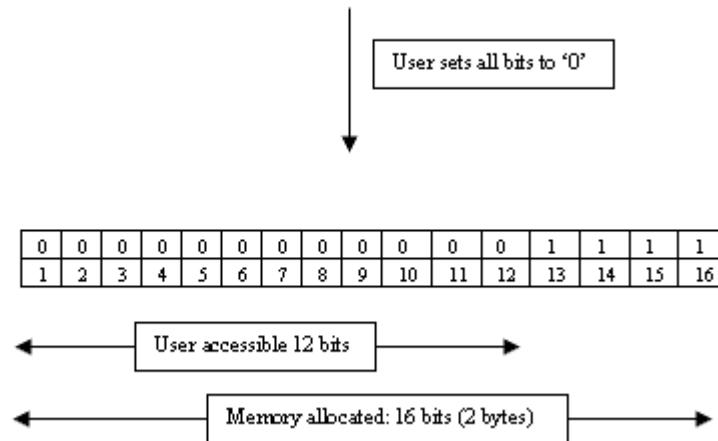 User sets all bits to ‘0’
0 0 0 0 0 0 0 0 0 0 0 0 1 1 1 1
1 2 3 4 5 6 7 8 9 10 11 12 13 14 15 16
User accessible 12 bits
Memory allocated: 16 bits (2 bytes)